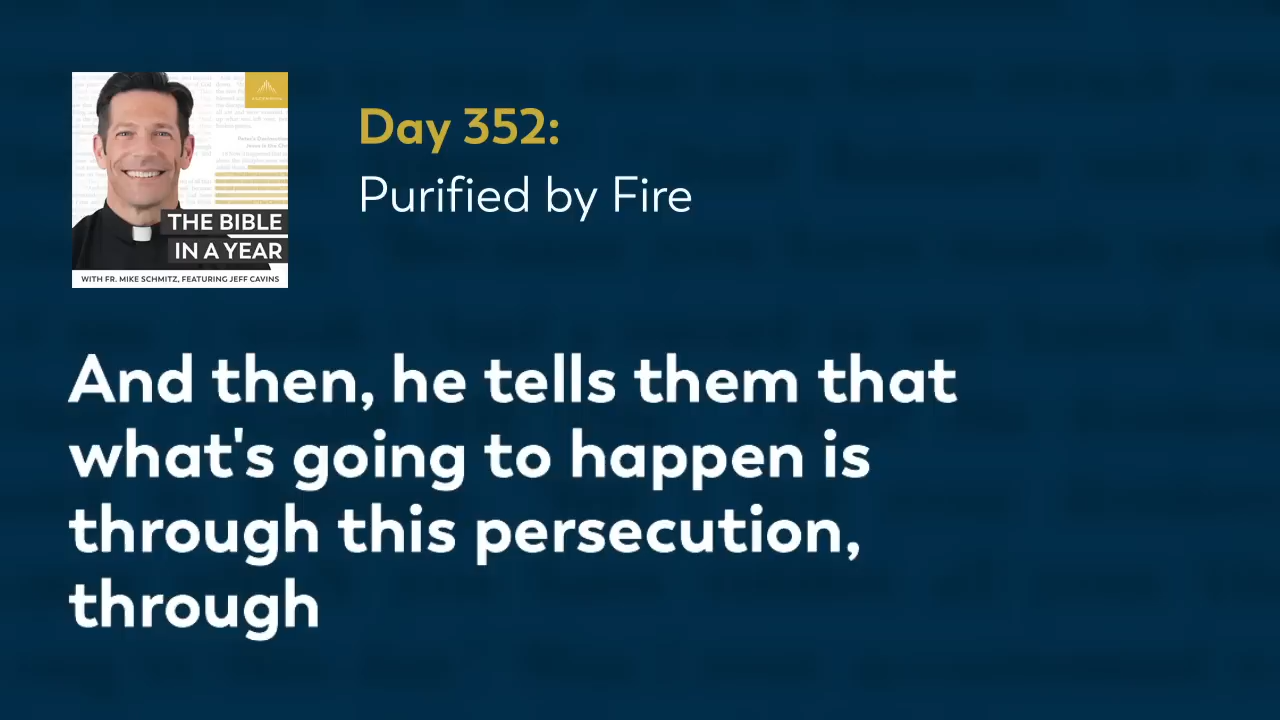 THE BIBLE
IN A YEAR
WITH FR. MIKE SCHMITZ, FEATURING JEFF CAVINS
Day 352:
Purified by Fire
And then, he tells them that
what's going to happen is
through this persecution,
through